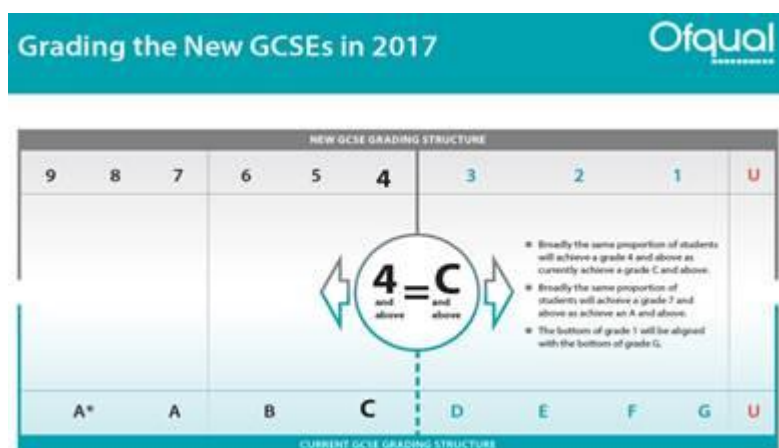 Grading the New GCSEs in 2017
Ofqual
NEW GCSE GRADING STRUCTURE
9 8 7 6 5 4 3 2 1 U
4 and above = C and above
Broadly the same proportion of students
will achieve a grade 4 and above as
currently achieve a grade C and above.
Broadly the same proportion of
students will achieve a grade 7 and
above as achieve an A and above.
The bottom of grade 1 will be aligned
with the bottom of grade G.
A* A B C D E F G U
CURRENT GCSE GRADING STRUCTURE